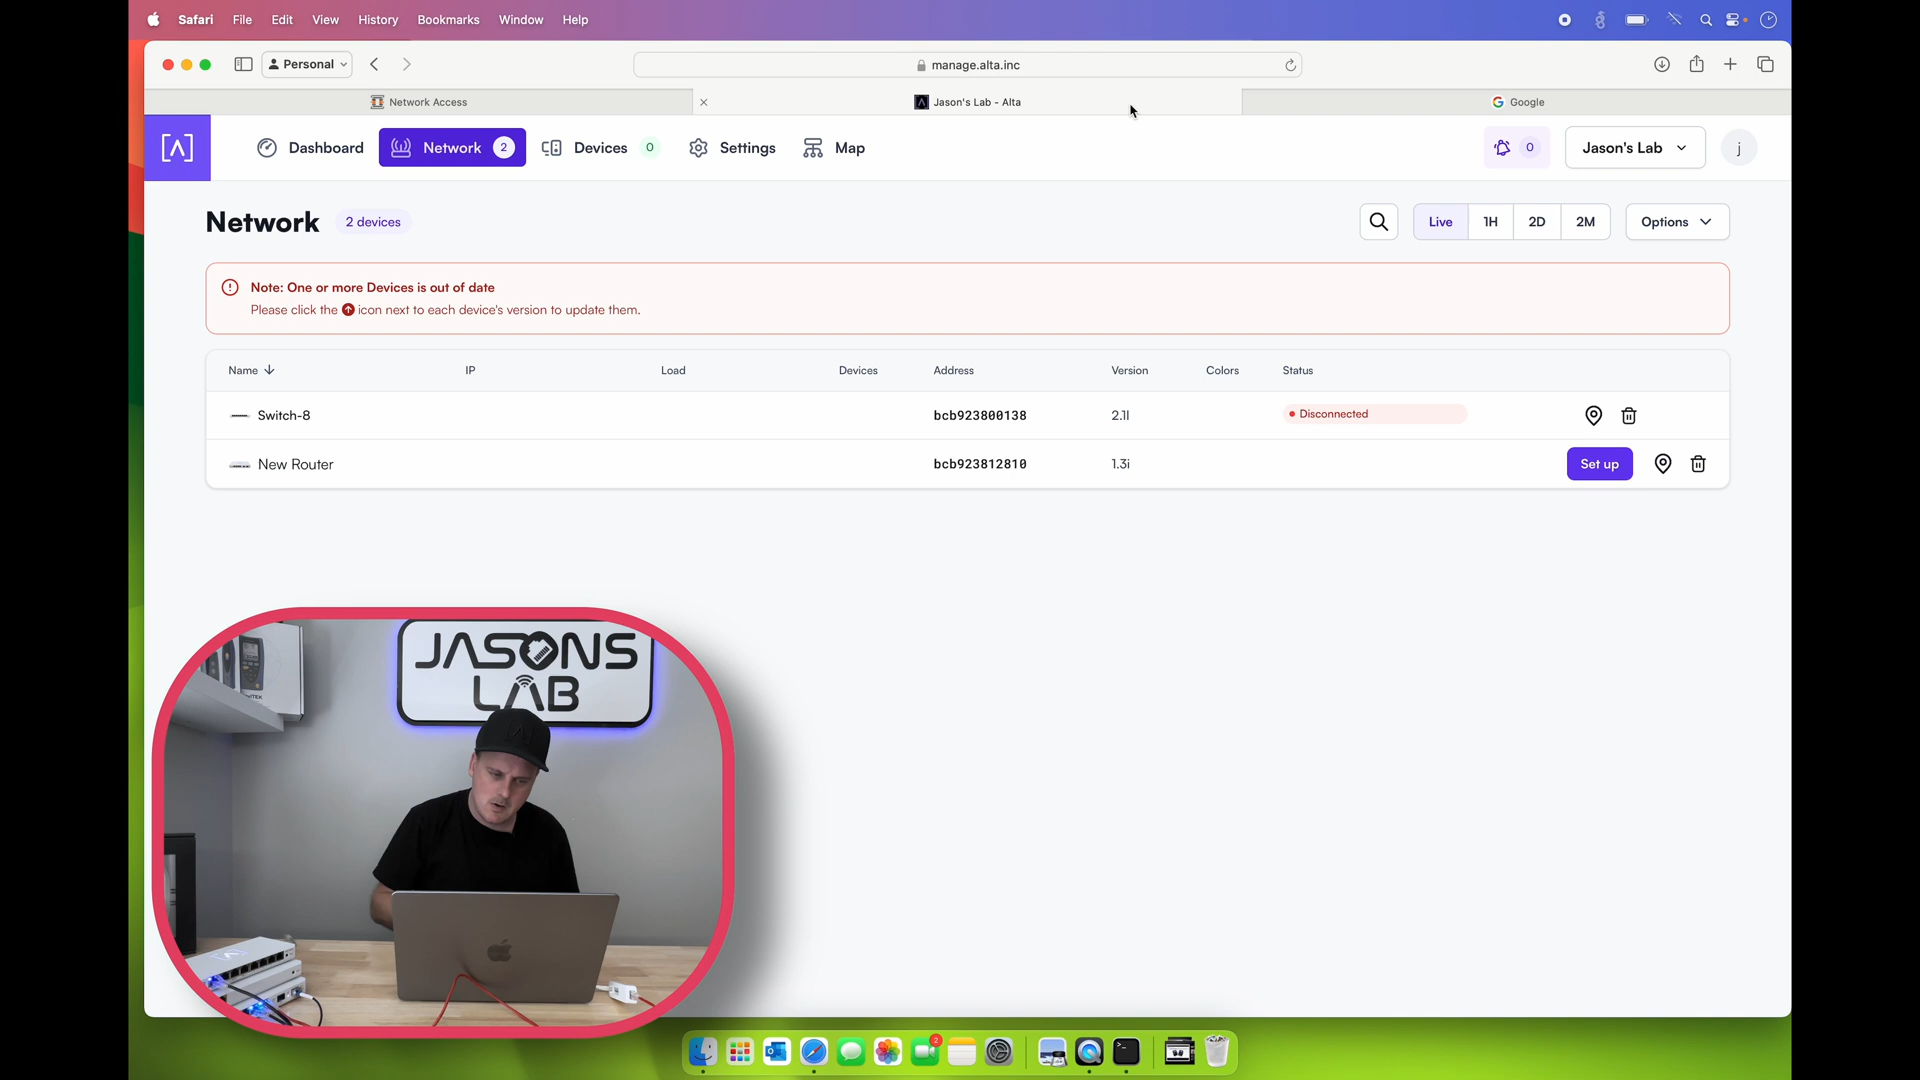 Safari File Edit View History Bookmarks Window Help
Personal
manage.alta.inc
Network Access
Jason's Lab - Alta
Google
Dashboard
Network 2
Devices 0
Settings
Map
0
Jason's Lab
j
Network 2 devices
Live 1H 2D 2M
Options
Note: One or more Devices is out of date
Please click the icon next to each device's version to update them.
Name IP Load Devices Address Version Colors Status
Switch-8 bcb923800138 2.1l Disconnected
New Router bcb923812810 1.3i Set up
JASONS
LAB
2